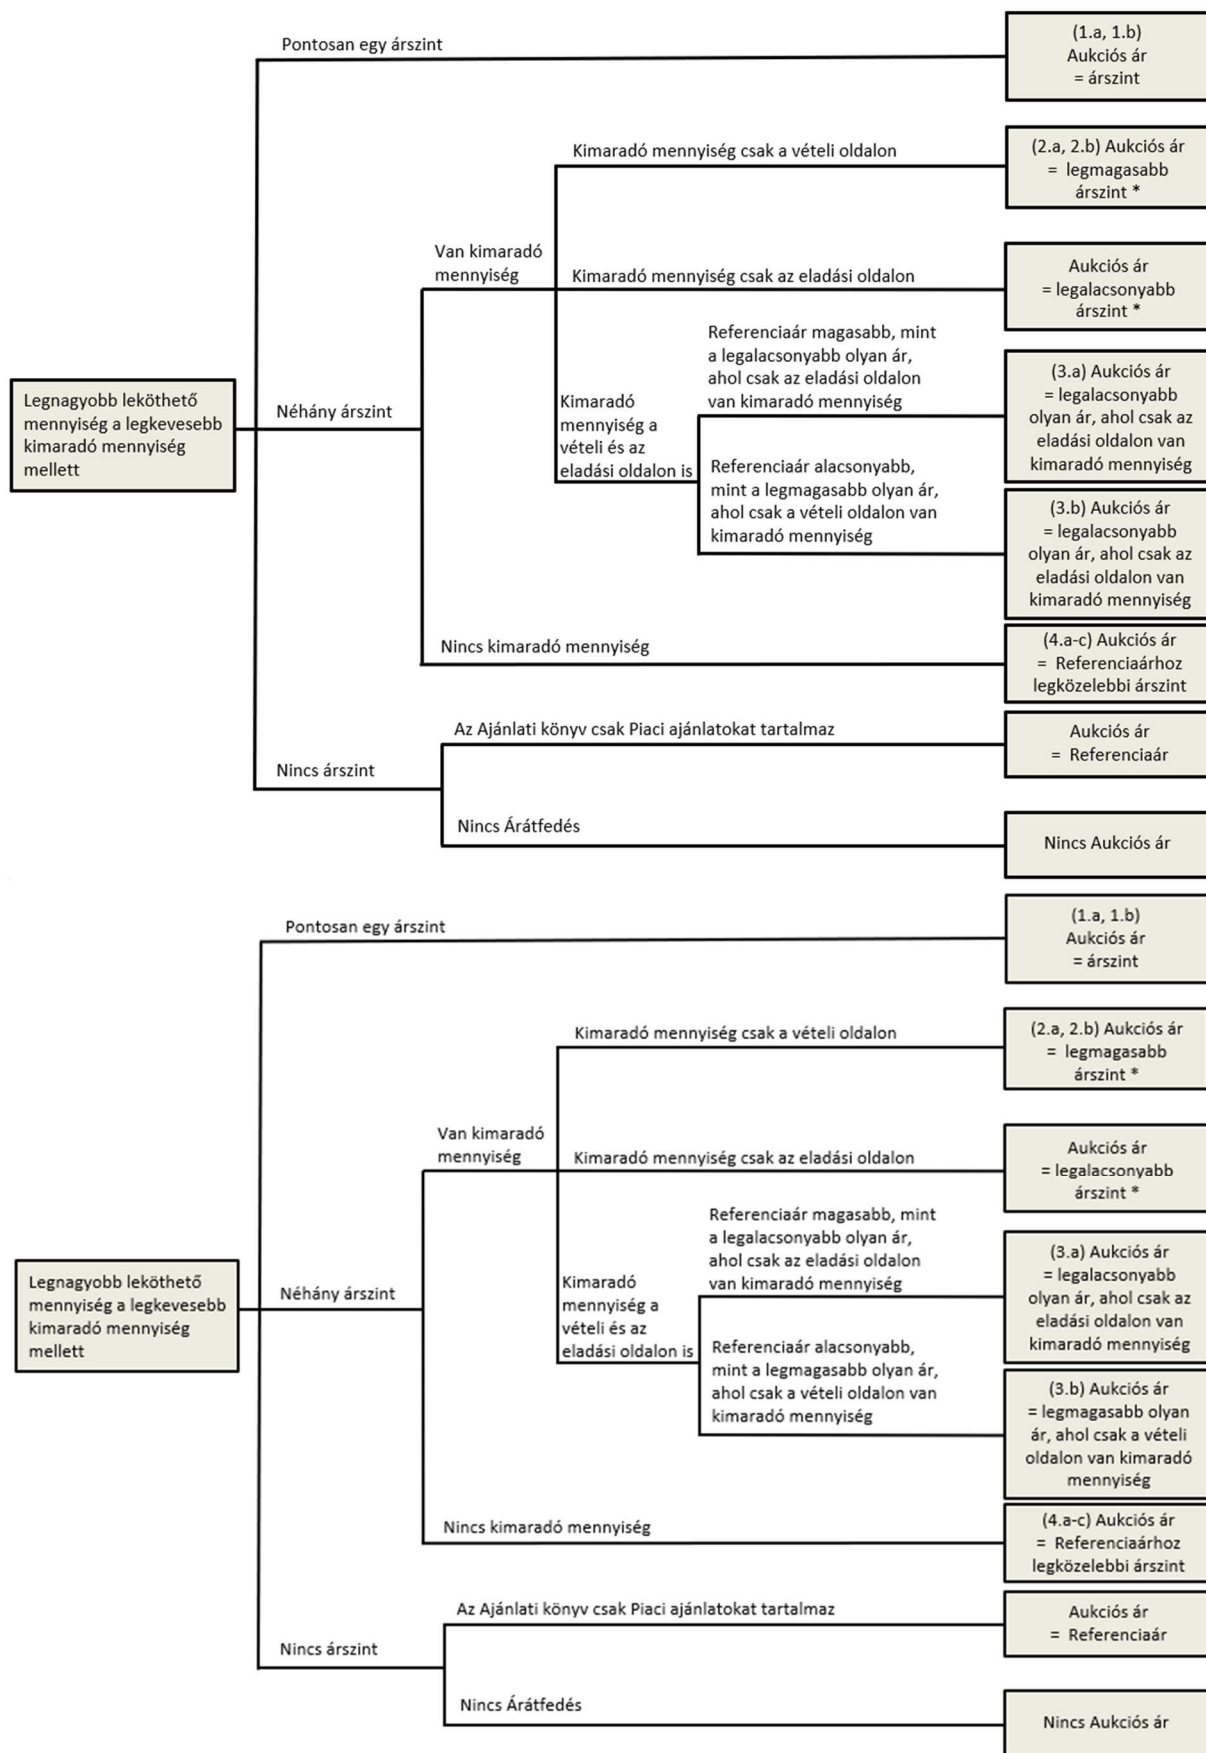 Pontosan egy árszint
(1.a, 1.b)
Aukciós ár
= árszint
Kimaradó mennyiség csak a vételi oldalon
(2.a, 2.b) Aukciós ár
= legmagasabb
árszint *
Van kimaradó
mennyiség
Kimaradó mennyiség csak az eladási oldalon
Aukciós ár
= legalacsonyabb
árszint *
Referenciaár magasabb, mint
a legalacsonyabb olyan ár,
ahol csak az eladási oldalon
van kimaradó mennyiség
(3.a) Aukciós ár
= legalacsonyabb
olyan ár, ahol csak az
eladási oldalon van
kimaradó mennyiség
Legnagyobb leköthető
mennyiség a legkevesebb
kimaradó mennyiség
mellett
Néhány árszint
Kimaradó
mennyiség a
vételi és az
eladási oldalon is
Referenciaár alacsonyabb,
mint a legmagasabb olyan ár,
ahol csak a vételi oldalon van
kimaradó mennyiség
(3.b) Aukciós ár
= legalacsonyabb
olyan ár, ahol csak az
eladási oldalon van
kimaradó mennyiség
Nincs kimaradó mennyiség
(4.a-c) Aukciós ár
= Referenciaárhoz
legközelebbi árszint
Az Ajánlati könyv csak Piaci ajánlatokat tartalmaz
Aukciós ár
= Referenciaár
Nincs árszint
Nincs Árátfedés
Nincs Aukciós ár
Pontosan egy árszint
(1.a, 1.b)
Aukciós ár
= árszint
Kimaradó mennyiség csak a vételi oldalon
(2.a, 2.b) Aukciós ár
= legmagasabb
árszint *
Van kimaradó
mennyiség
Kimaradó mennyiség csak az eladási oldalon
Aukciós ár
= legalacsonyabb
árszint *
Referenciaár magasabb, mint
a legalacsonyabb olyan ár,
ahol csak az eladási oldalon
van kimaradó mennyiség
(3.a) Aukciós ár
= legalacsonyabb
olyan ár, ahol csak az
eladási oldalon van
kimaradó mennyiség
Legnagyobb leköthető
mennyiség a legkevesebb
kimaradó mennyiség
mellett
Néhány árszint
Kimaradó
mennyiség a
vételi és az
eladási oldalon is
Referenciaár alacsonyabb,
mint a legmagasabb olyan ár,
ahol csak a vételi oldalon van
kimaradó mennyiség
(3.b) Aukciós ár
= legmagasabb olyan
ár, ahol csak a vételi
oldalon van kimaradó
mennyiség
Nincs kimaradó mennyiség
(4.a-c) Aukciós ár
= Referenciaárhoz
legközelebbi árszint
Az Ajánlati könyv csak Piaci ajánlatokat tartalmaz
Aukciós ár
= Referenciaár
Nincs árszint
Nincs Árátfedés
Nincs Aukciós ár